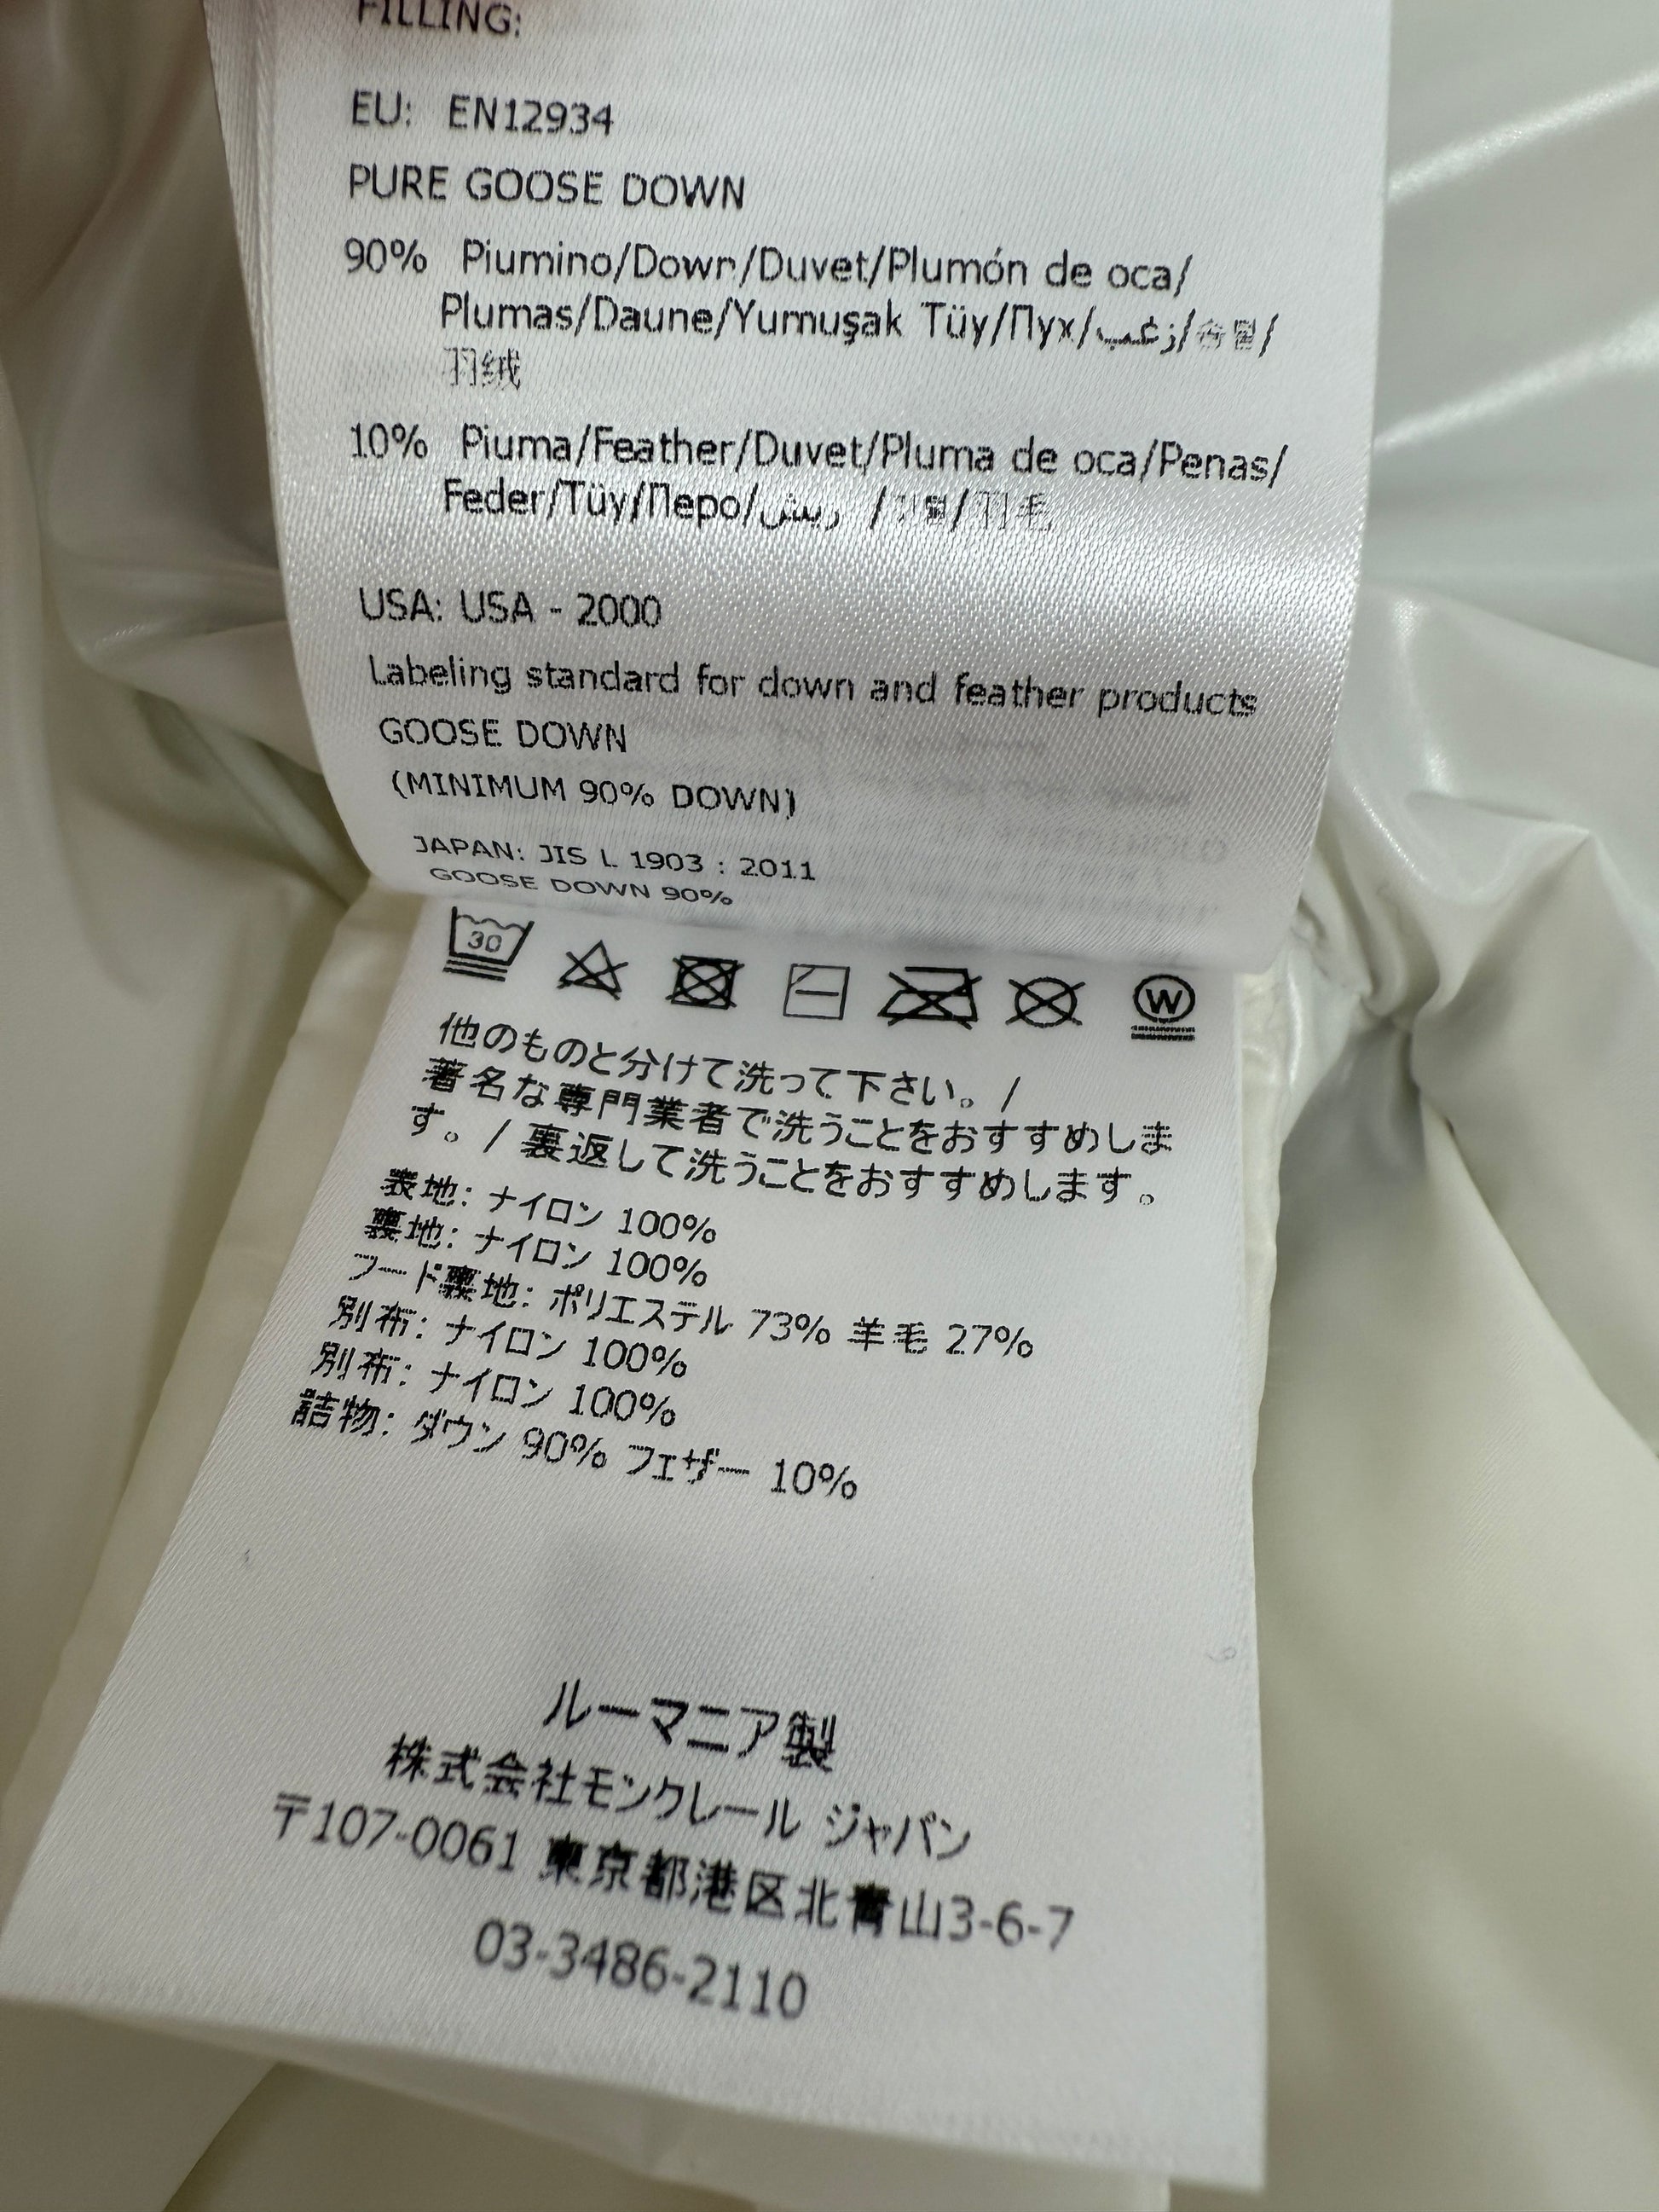 FILLING:
EU: EN12934
PURE GOOSE DOWN
90% Piumino/Down/Duvet/Plumón de oca/
Plumas/Daune/Yumuşak Tüy/Пух/زغب/솜털/
羽绒
10% Piuma/Feather/Duvet/Pluma de oca/Penas/
Feder/Tüy/Перо/ريش /깃털/羽毛
USA: USA - 2000
Labeling standard for down and feather products
GOOSE DOWN
(MINIMUM 90% DOWN)
JAPAN: JIS L 1903 : 2011
GOOSE DOWN 90%
30
W
他のものと分けて洗って下さい。/
著名な専門業者で洗うことをおすすめしま
す。/ 裏返して洗うことをおすすめします。
表地: ナイロン 100%
裏地: ナイロン 100%
フード裏地: ポリエステル 73% 羊毛 27%
別布: ナイロン 100%
別布: ナイロン 100%
詰物: ダウン 90% フェザー 10%
ルーマニア製
株式会社モンクレール ジャパン
〒107-0061 東京都港区北青山3-6-7
03-3486-2110